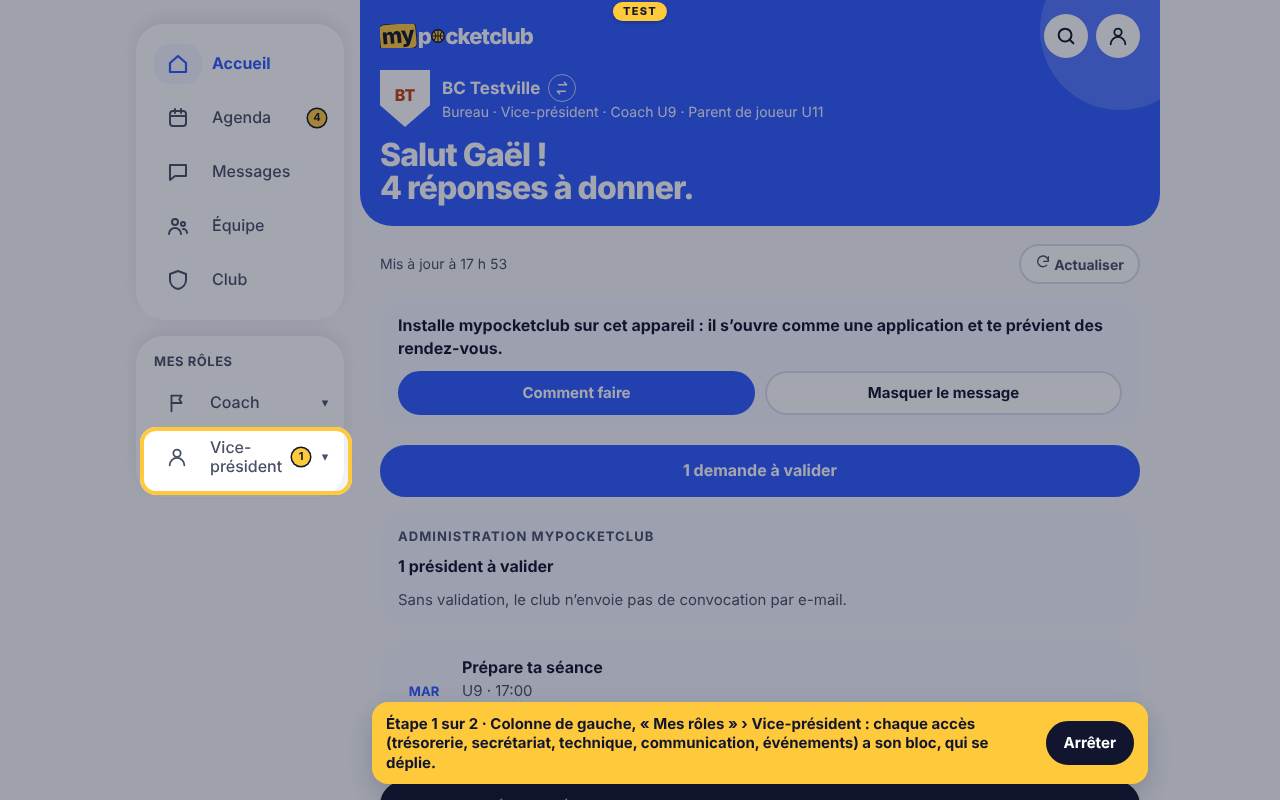 TEST
mypocketclub
Accueil
Agenda 4
Messages
Équipe
Club
MES RÔLES
Coach ▾
Vice-
président 1 ▾
BT
BC Testville
Bureau · Vice-président · Coach U9 · Parent de joueur U11
Salut Gaël !
4 réponses à donner.
Mis à jour à 17 h 53
Actualiser
Installe mypocketclub sur cet appareil : il s’ouvre comme une application et te prévient des
rendez-vous.
Comment faire
Masquer le message
1 demande à valider
ADMINISTRATION MYPOCKETCLUB
1 président à valider
Sans validation, le club n’envoie pas de convocation par e-mail.
Prépare ta séance
MAR
U9 · 17:00
Étape 1 sur 2 · Colonne de gauche, « Mes rôles » › Vice-président : chaque accès
(trésorerie, secrétariat, technique, communication, événements) a son bloc, qui se
déplie.
Arrêter